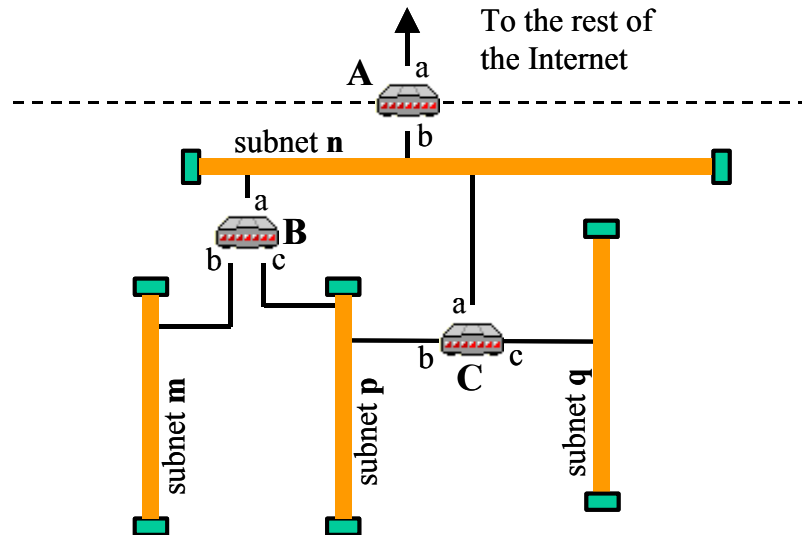 To the rest of
the Internet
A
a
b
subnet n
a
B
b
c
a
b
c
C
subnet m
subnet p
subnet q